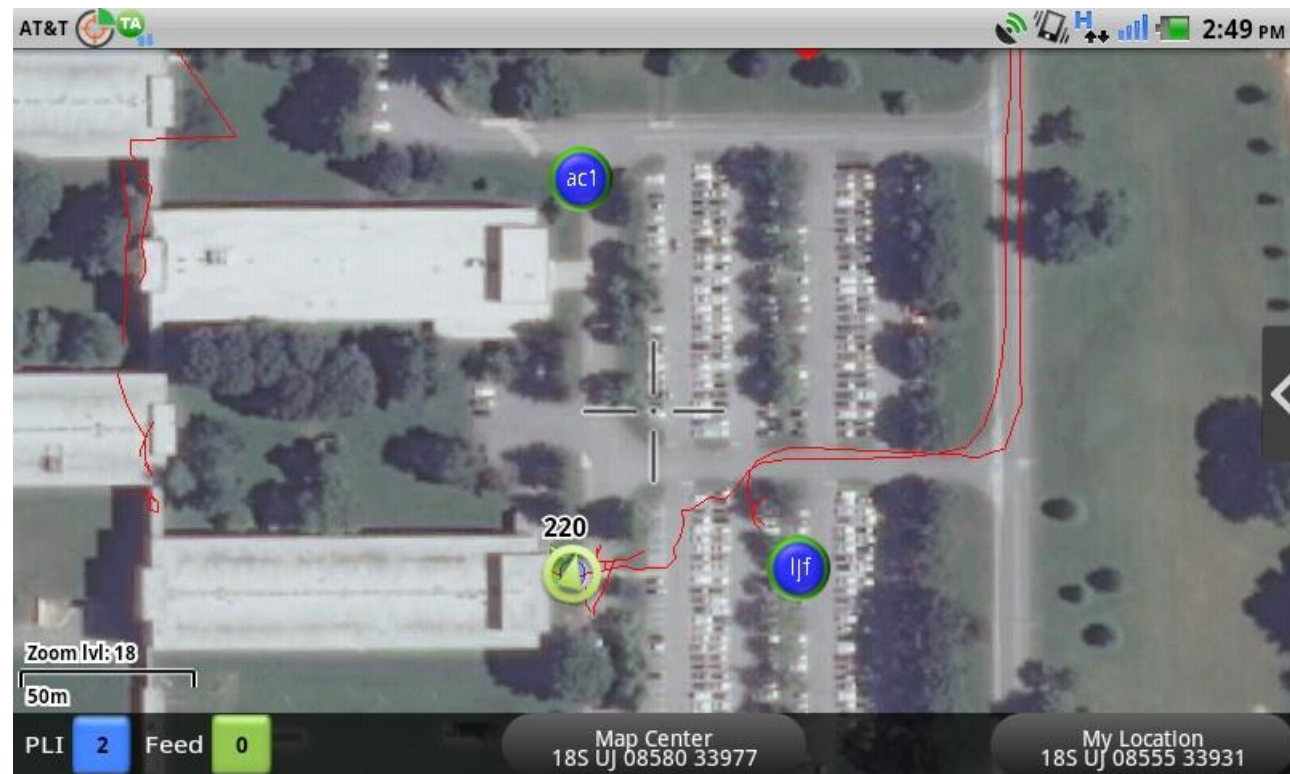 AT&T
TA
H
2:49 PM
ac1
220
ljf
Zoom lvl: 18
50m
PLI 2 Feed 0
Map Center
18S UJ 08580 33977
My Location
18S UJ 08555 33931